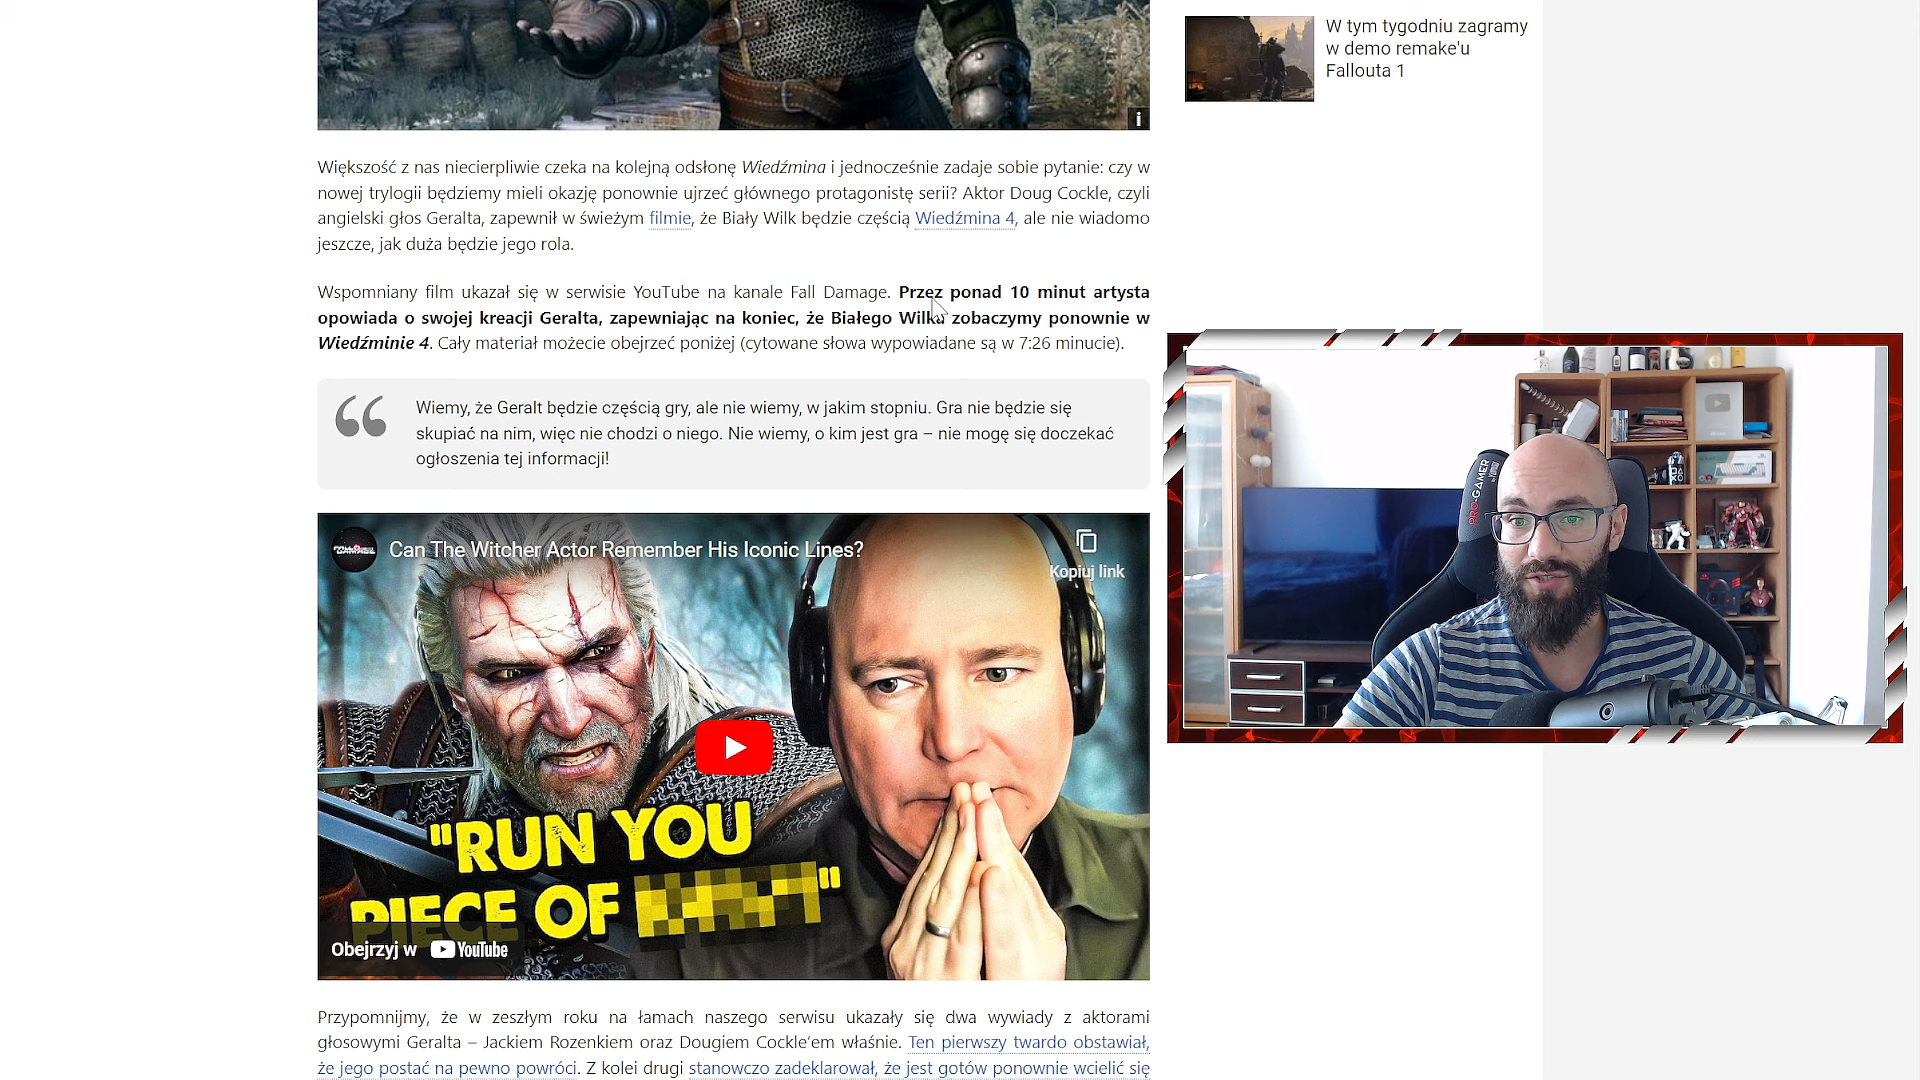 W tym tygodniu zagramy
w demo remake'u
Fallouta 1
i
Większość z nas niecierpliwie czeka na kolejną odsłonę Wiedźmina i jednocześnie zadaje sobie pytanie: czy w
nowej trylogii będziemy mieli okazję ponownie ujrzeć głównego protagonistę serii? Aktor Doug Cockle, czyli
angielski głos Geralta, zapewnił w świeżym filmie, że Biały Wilk będzie częścią Wiedźmina 4, ale nie wiadomo
jeszcze, jak duża będzie jego rola.
Wspomniany film ukazał się w serwisie YouTube na kanale Fall Damage. Przez ponad 10 minut artysta
opowiada o swojej kreacji Geralta, zapewniając na koniec, że Białego Wilka zobaczymy ponownie w
Wiedźminie 4. Cały materiał możecie obejrzeć poniżej (cytowane słowa wypowiadane są w 7:26 minucie).
Wiemy, że Geralt będzie częścią gry, ale nie wiemy, w jakim stopniu. Gra nie będzie się
skupiać na nim, więc nie chodzi o niego. Nie wiemy, o kim jest gra – nie mogę się doczekać
ogłoszenia tej informacji!
Can The Witcher Actor Remember His Iconic Lines?
Kopiuj link
"RUN YOU
PIECE OF "
Obejrzyj w YouTube
PRO-GAMER
Przypomnijmy, że w zeszłym roku na łamach naszego serwisu ukazały się dwa wywiady z aktorami
głosowymi Geralta – Jackiem Rozenkiem oraz Dougiem Cockle'em właśnie. Ten pierwszy twardo obstawiał,
że jego postać na pewno powróci. Z kolei drugi stanowczo zadeklarował, że jest gotów ponownie wcielić się